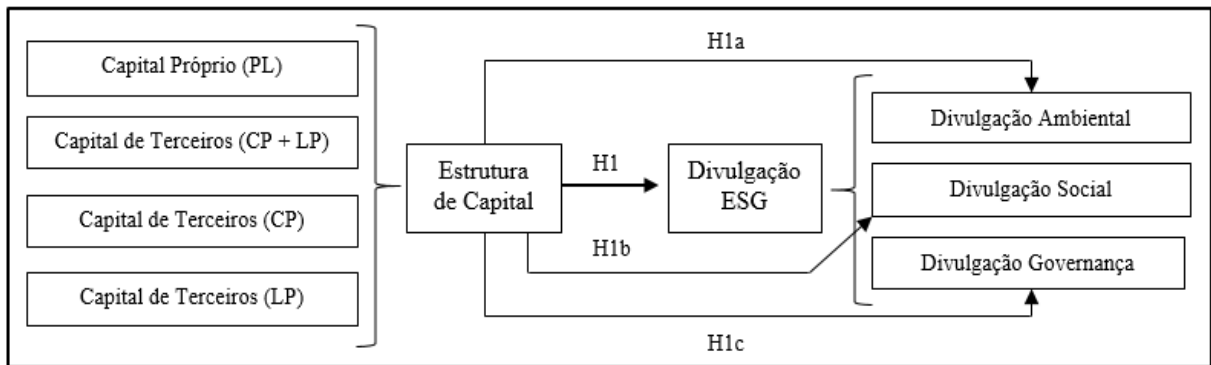 Capital Próprio (PL)
Capital de Terceiros (CP + LP)
Capital de Terceiros (CP)
Capital de Terceiros (LP)
Estrutura
de Capital
H1a
H1
H1b
H1c
Divulgação
ESG
Divulgação Ambiental
Divulgação Social
Divulgação Governança